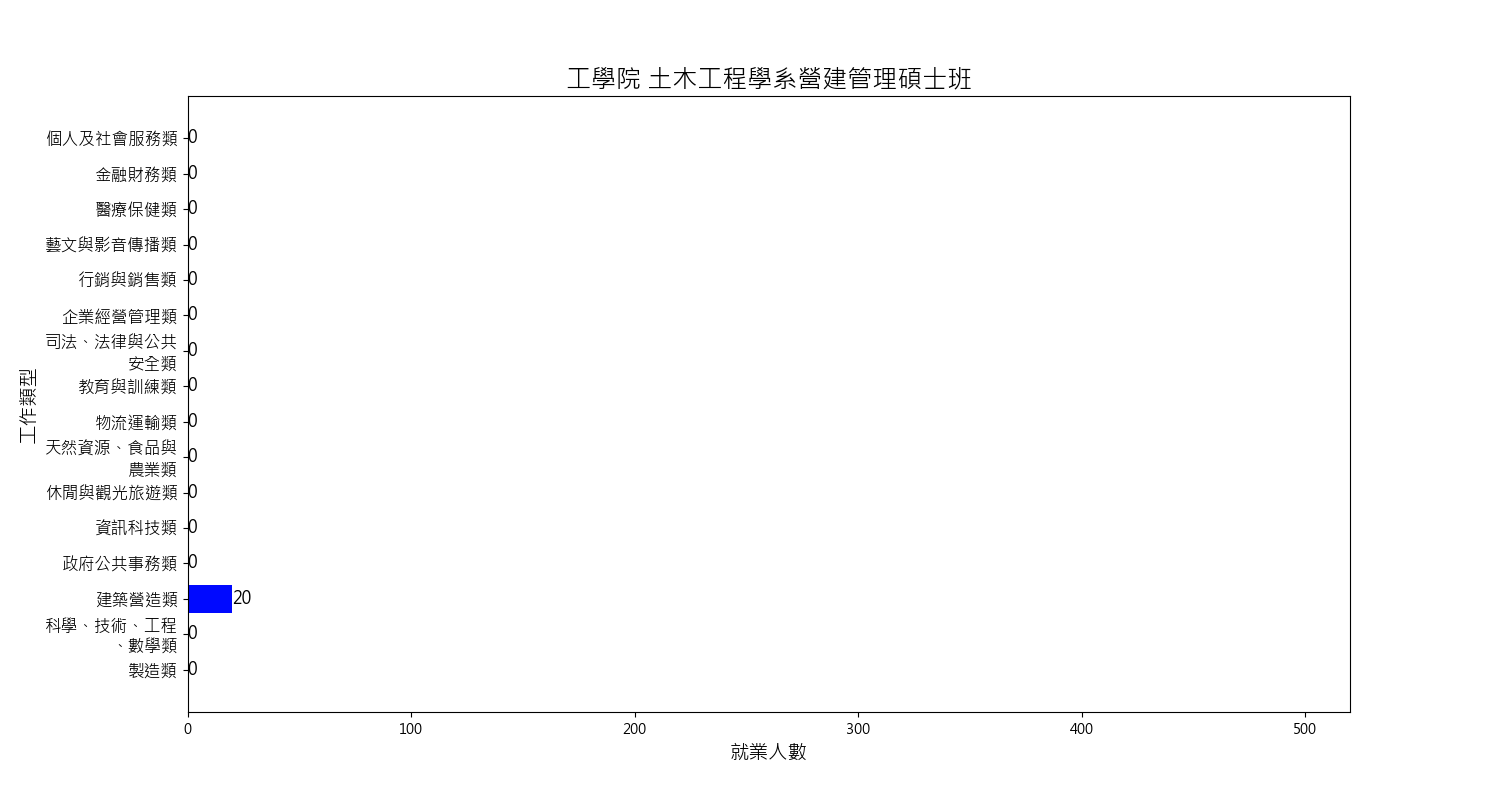 工學院 土木工程學系營建管理碩士班
個人及社會服務類 0
金融財務類 0
醫療保健類 0
藝文與影音傳播類 0
行銷與銷售類 0
企業經營管理類 0
司法、法律與公共
安全類 0
教育與訓練類 0
物流運輸類 0
天然資源、食品與
農業類 0
休閒與觀光旅遊類 0
資訊科技類 0
政府公共事務類 0
建築營造類 20
科學、技術、工程
、數學類 0
製造類 0
工作類型
0 100 200 300 400 500
就業人數